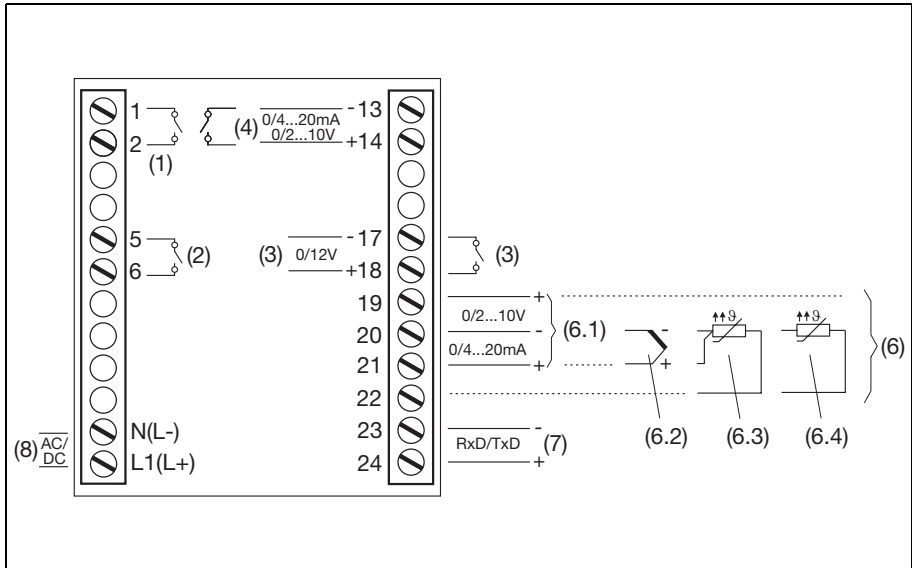 1
2
(1)
(4)
0/4...20mA
0/2...10V
-13
+14
5
6
(2)
(3)
0/12V
-17
+18
(3)
19
20
21
22
23
24
+
0/2...10V
-
0/4...20mA
+
(6.1)
-
+
(6.2)
ϑ
(6.3)
ϑ
(6.4)
(6)
(8)
AC/
DC
N(L-)
L1(L+)
-
RxD/TxD
+
(7)